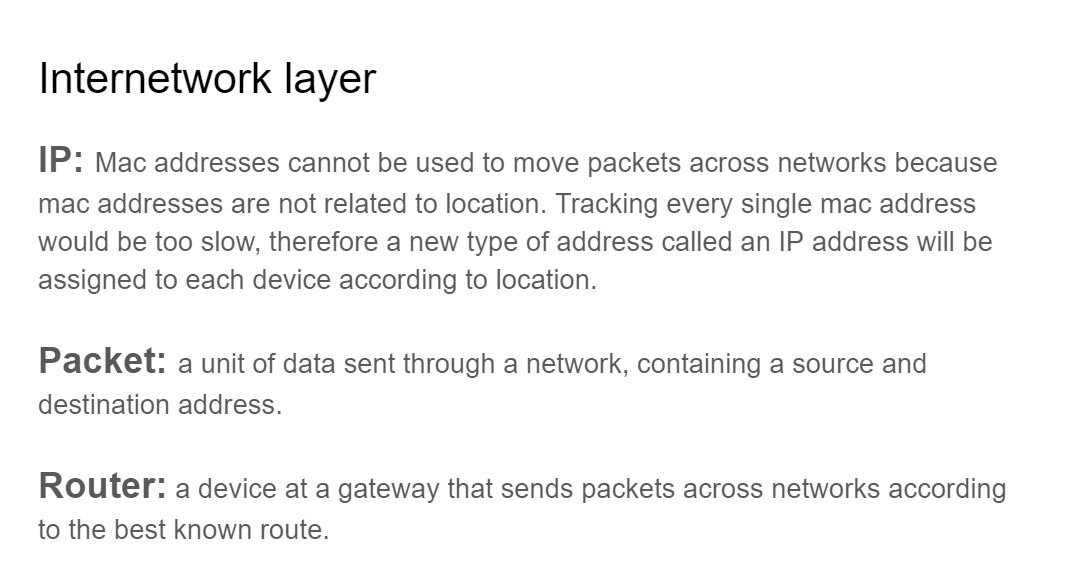 Internetwork layer
IP: Mac addresses cannot be used to move packets across networks because
mac addresses are not related to location. Tracking every single mac address
would be too slow, therefore a new type of address called an IP address will be
assigned to each device according to location.
Packet: a unit of data sent through a network, containing a source and
destination address.
Router: a device at a gateway that sends packets across networks according
to the best known route.